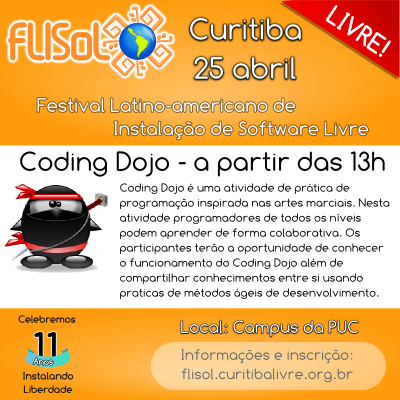 FLISoL
Curitiba
25 abril
LIVRE!
Festival Latino-americano de
Instalação de Software Livre
Coding Dojo - a partir das 13h
Coding Dojo é uma atividade de prática de
programação inspirada nas artes marciais. Nesta
atividade programadores de todos os níveis
podem aprender de forma colaborativa. Os
participantes terão a oportunidade de conhecer
o funcionamento do Coding Dojo além de
compartilhar conhecimentos entre si usando
praticas de métodos ágeis de desenvolvimento.
Celebremos
11
Anos
Instalando
Liberdade
Local: Campus da PUC
Informações e inscrição:
flisol.curitibalivre.org.br